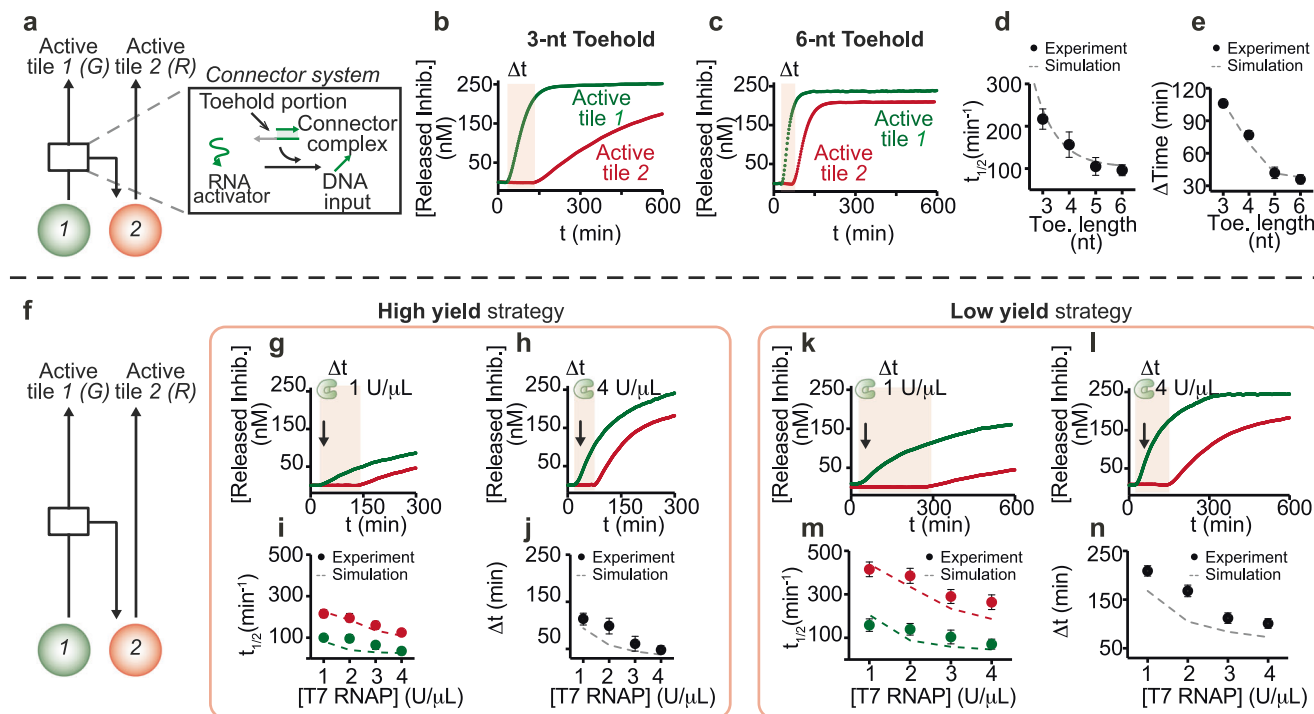 a
Active
tile 1 (G)
Active
tile 2 (R)
Connector system
Toehold portion
Connector
complex
RNA
activator
DNA
input
1
2
b
3-nt Toehold
Δt
[Released Inhib.]
(nM)
250
150
50
Active
tile 1
Active
tile 2
0
300
600
t (min)
c
6-nt Toehold
Δt
[Released Inhib.]
(nM)
250
150
50
Active
tile 1
Active
tile 2
0
300
600
t (min)
d
Experiment
Simulation
t1/2(min-1)
300
200
100
3 4 5 6
Toe. length
(nt)
e
Experiment
Simulation
ΔTime (min)
120
90
60
30
3 4 5 6
Toe. length
(nt)
f
Active
tile 1 (G)
Active
tile 2 (R)
1
2
High yield strategy
g
Δt
1 U/µL
[Released Inhib.]
(nM)
250
150
50
0 150 300
t (min)
h
Δt
4 U/µL
250
150
50
0 150 300
t (min)
i
Experiment
Simulation
t1/2(min-1)
500
300
100
1 2 3 4
[T7 RNAP] (U/µL)
j
Experiment
Simulation
Δt (min)
250
150
50
1 2 3 4
[T7 RNAP] (U/µL)
Low yield strategy
k
Δt
1 U/µL
[Released Inhib.]
(nM)
250
150
50
0 300 600
t (min)
l
Δt
4 U/µL
[Released Inhib.]
(nM)
250
150
50
0 300 600
t (min)
m
Experiment
Simulation
t1/2(min-1)
500
300
100
1 2 3 4
[T7 RNAP] (U/µL)
n
Experiment
Simulation
Δt (min)
250
150
50
1 2 3 4
[T7 RNAP] (U/µL)